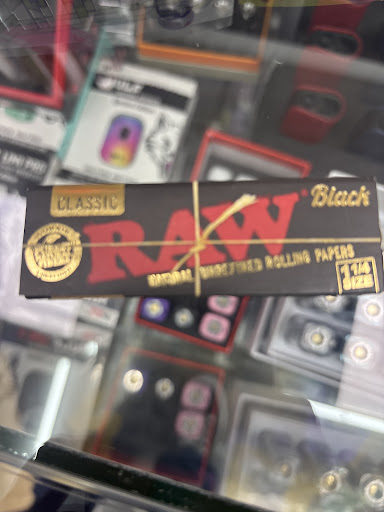 CLASSIC
RAW
Black
NATURAL UNREFINED ROLLING PAPERS
1 1/4
SIZE